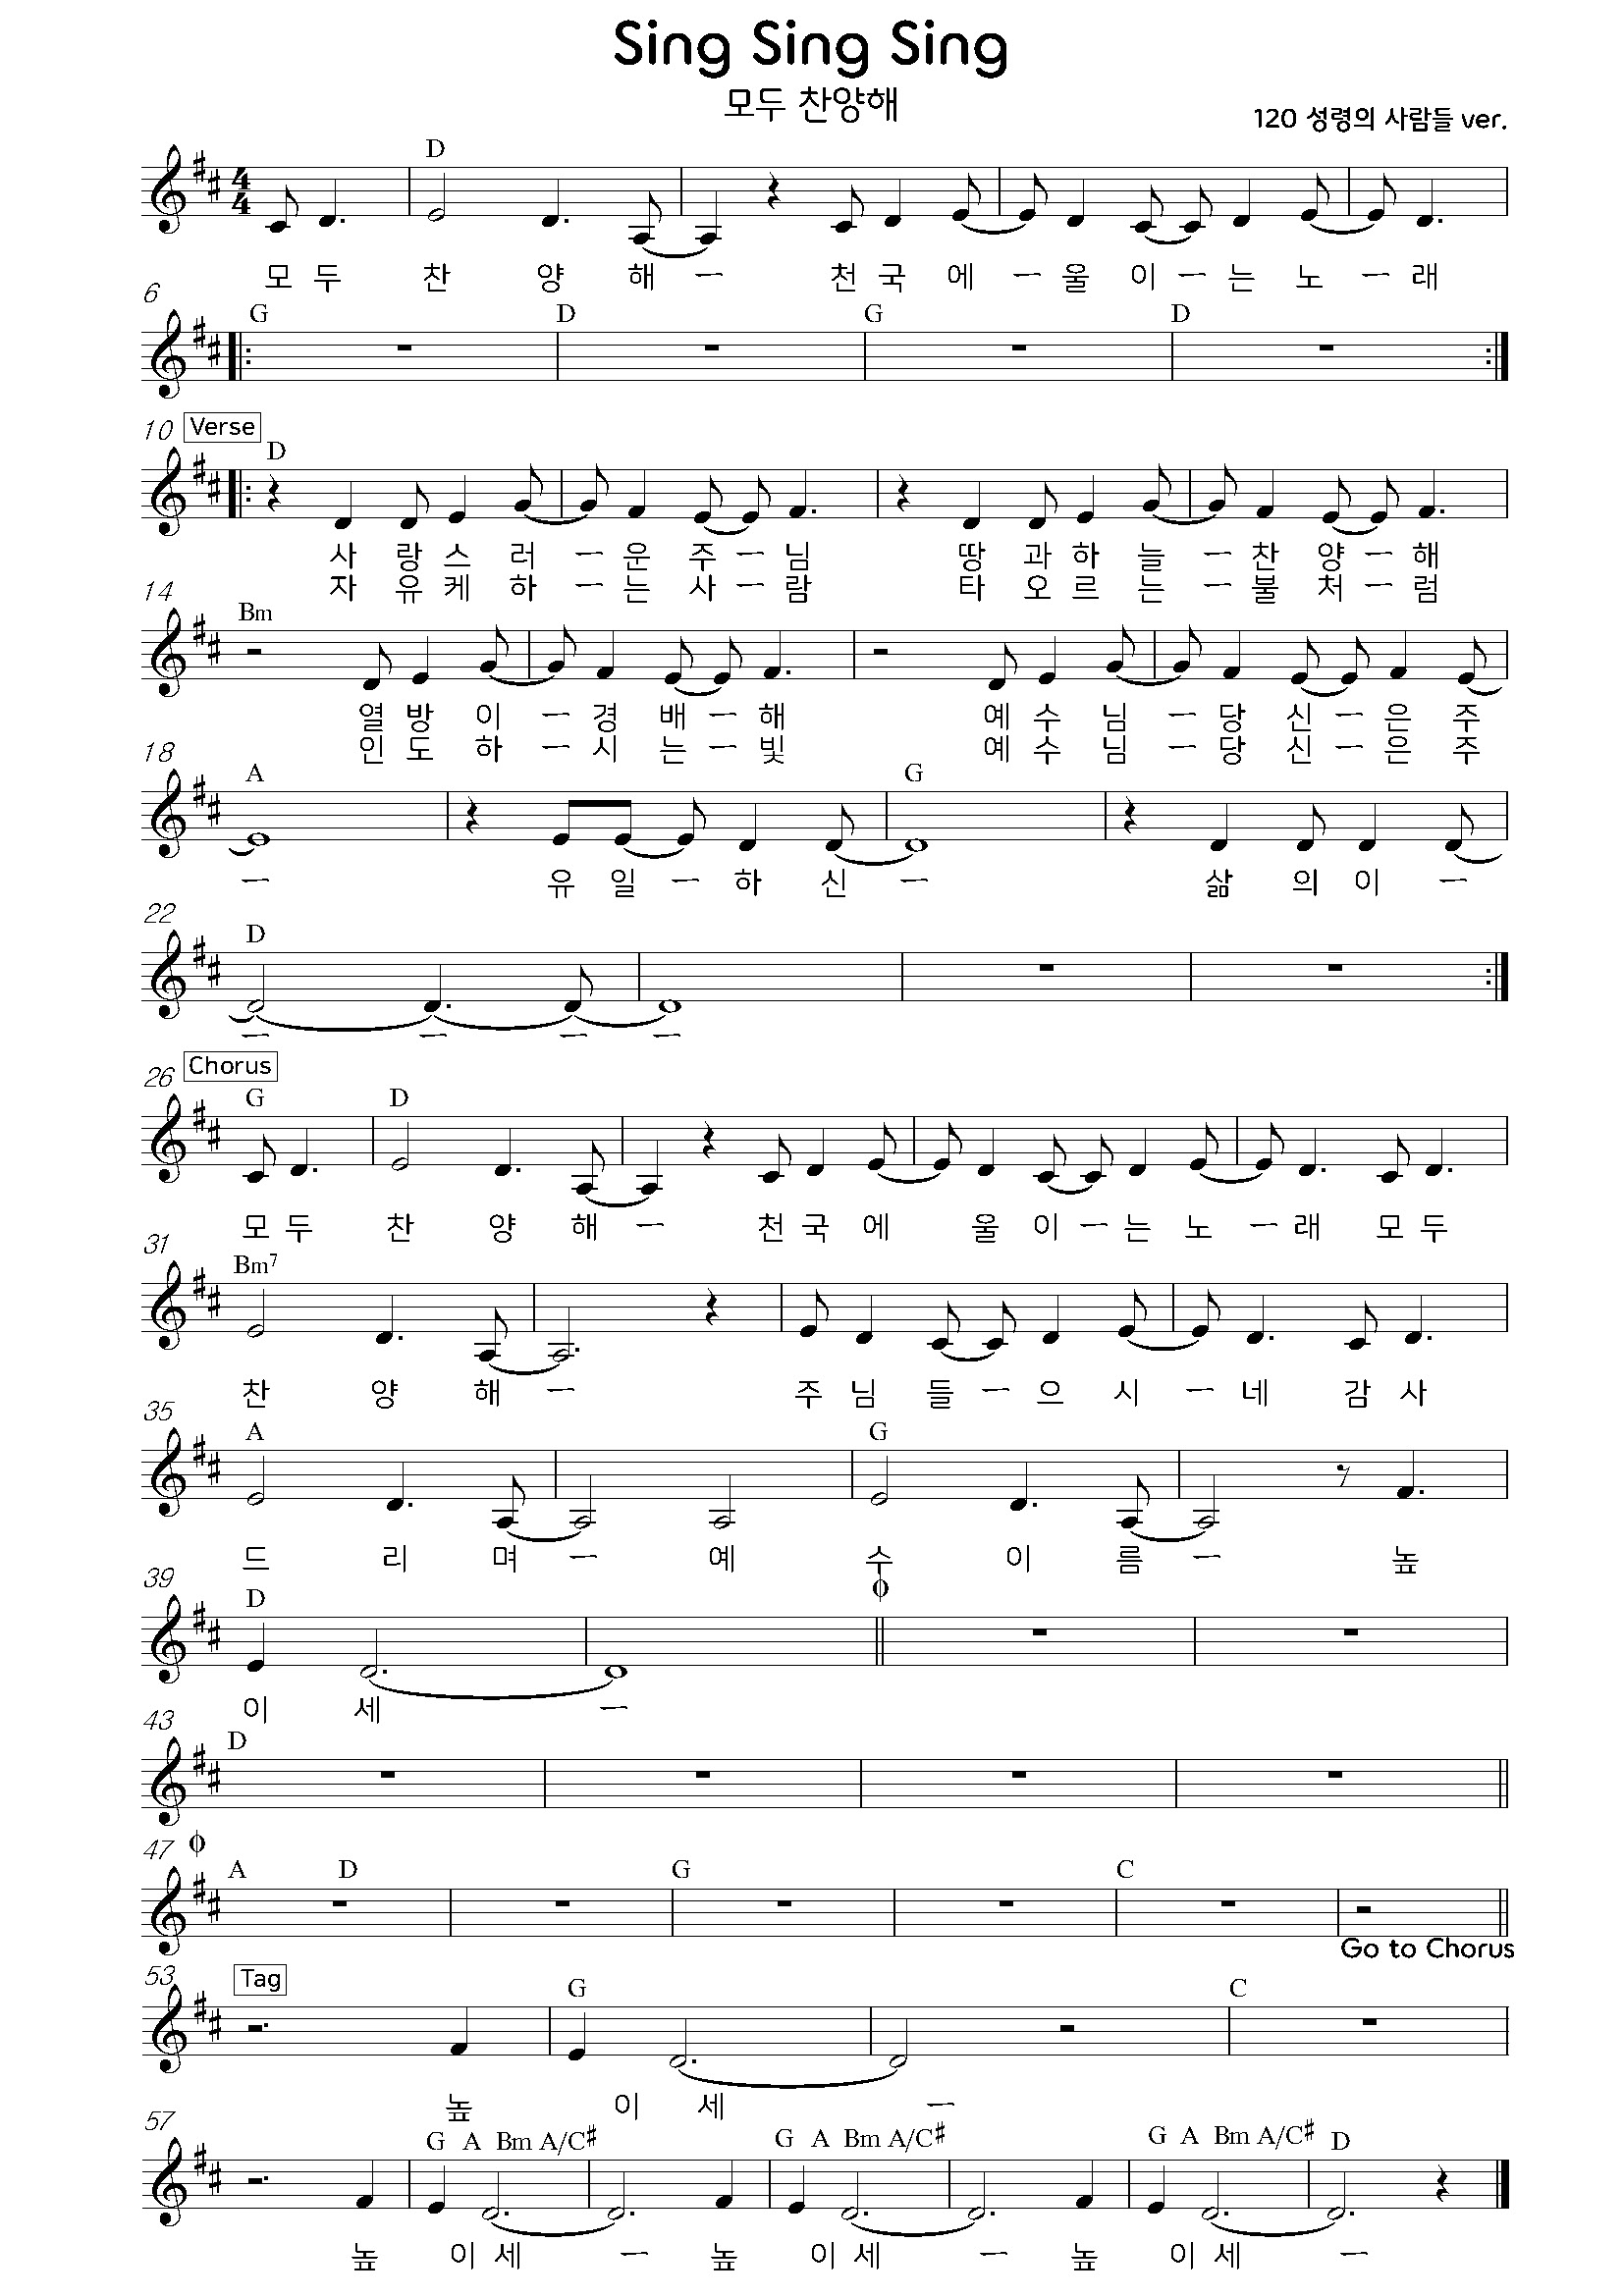 Sing Sing Sing
모두 찬양해
120 성령의 사람들 ver.
D
4 4
모 두 찬 양 해 ㅡ 천 국 에 ㅡ 울 이 ㅡ 는 노 ㅡ 래
6
G D G D
10 Verse
D
사 랑 스 러 ㅡ 운 주 ㅡ 님 땅 과 하 늘 ㅡ 찬 양 ㅡ 해
자 유 케 하 ㅡ 는 사 ㅡ 람 타 오 르 는 ㅡ 불 처 ㅡ 럼
14
Bm
열 방 이 ㅡ 경 배 ㅡ 해 예 수 님 ㅡ 당 신 ㅡ 은 주
인 도 하 ㅡ 시 는 ㅡ 빛 예 수 님 ㅡ 당 신 ㅡ 은 주
18
A G
ㅡ 유 일 ㅡ 하 신 ㅡ 삶 의 이 ㅡ
22
D
ㅡ ㅡ ㅡ ㅡ
26 Chorus
G D
모 두 찬 양 해 ㅡ 천 국 에 울 이 ㅡ 는 노 ㅡ 래 모 두
31
Bm7
찬 양 해 ㅡ 주 님 들 ㅡ 으 시 ㅡ 네 감 사
35
A G
드 리 며 ㅡ 예 수 이 름 ㅡ 높
39
D
이 세 ㅡ
43
D
47
A D G C
Go to Chorus
53 Tag
G C
높 이 세 ㅡ
57
G A Bm A/C♯ G A Bm A/C♯ G A Bm A/C♯ D
높 이 세 ㅡ 높 이 세 ㅡ 높 이 세 ㅡ